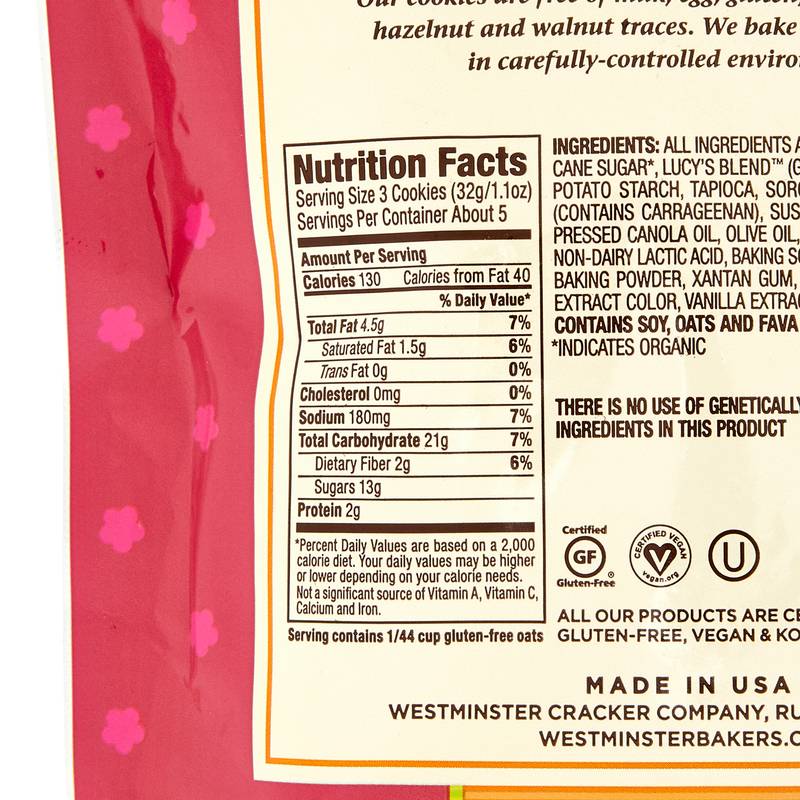 Our cookies are free of milk, egg, gluten,
hazelnut and walnut traces. We bake
in carefully-controlled
Nutrition Facts
Serving Size 3 Cookies (32g/1.1oz)
Servings Per Container About 5
Amount Per Serving
Calories 130 Calories from Fat 40
% Daily Value*
Total Fat 4.5g 7%
Saturated Fat 1.5g 6%
Trans Fat 0g 0%
Cholesterol 0mg 0%
Sodium 180mg 7%
Total Carbohydrate 21g 7%
Dietary Fiber 2g 6%
Sugars 13g
Protein 2g
*Percent Daily Values are based on a 2,000
calorie diet. Your daily values may be higher
or lower depending on your calorie needs.
Not a significant source of Vitamin A, Vitamin C,
Calcium and Iron.
Serving contains 1/44 cup gluten-free oats
INGREDIENTS: ALL INGREDIENTS
CANE SUGAR*, LUCY'S BLEND™
POTATO STARCH, TAPIOCA,
(CONTAINS CARRAGEENAN),
PRESSED CANOLA OIL, OLIVE OIL,
NON-DAIRY LACTIC ACID, BAKING
BAKING POWDER, XANTAN GUM,
EXTRACT COLOR, VANILLA
CONTAINS SOY, OATS AND FAVA
*INDICATES ORGANIC
THERE IS NO USE OF GENETICALLY
INGREDIENTS IN THIS PRODUCT
Certified
GF
®
Gluten-Free
CERTIFIED VEGAN
V
vegan.org
U
ALL OUR PRODUCTS ARE
GLUTEN-FREE, VEGAN &
MADE IN USA
WESTMINSTER CRACKER COMPANY,
WESTMINSTERBAKERS.C